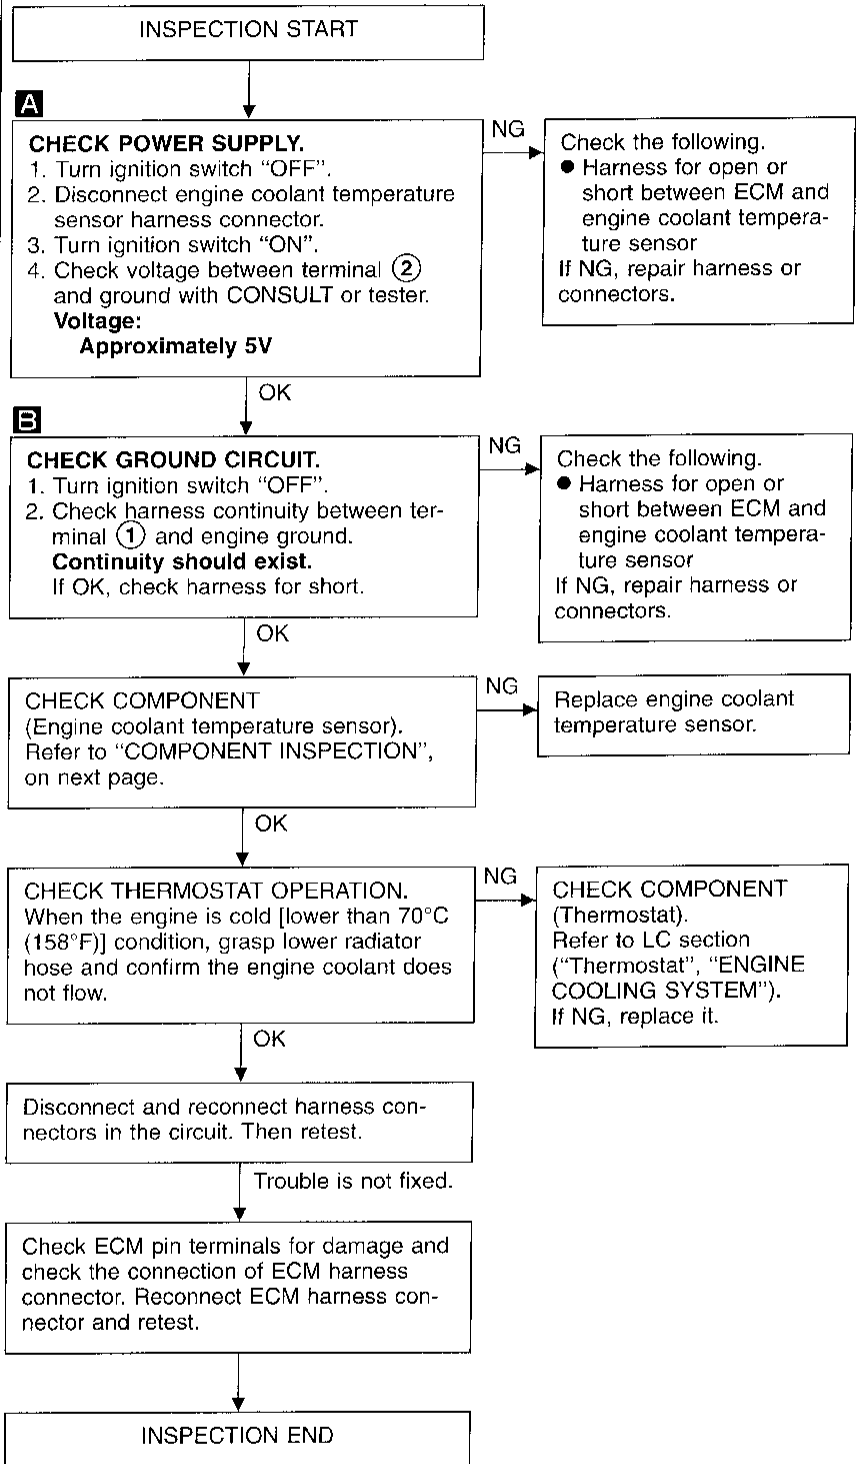 INSPECTION START
A
CHECK POWER SUPPLY.
1. Turn ignition switch “OFF”.
2. Disconnect engine coolant temperature
sensor harness connector.
3. Turn ignition switch “ON”.
4. Check voltage between terminal ②
and ground with CONSULT or tester.
Voltage:
Approximately 5V
NG
Check the following.
● Harness for open or
short between ECM and
engine coolant tempera-
ture sensor
If NG, repair harness or
connectors.
OK
B
CHECK GROUND CIRCUIT.
1. Turn ignition switch “OFF”.
2. Check harness continuity between ter-
minal ① and engine ground.
Continuity should exist.
If OK, check harness for short.
NG
Check the following.
● Harness for open or
short between ECM and
engine coolant tempera-
ture sensor
If NG, repair harness or
connectors.
OK
CHECK COMPONENT
(Engine coolant temperature sensor).
Refer to “COMPONENT INSPECTION”,
on next page.
NG
Replace engine coolant
temperature sensor.
OK
CHECK THERMOSTAT OPERATION.
When the engine is cold [lower than 70°C
(158°F)] condition, grasp lower radiator
hose and confirm the engine coolant does
not flow.
NG
CHECK COMPONENT
(Thermostat).
Refer to LC section
(“Thermostat”, “ENGINE
COOLING SYSTEM”).
If NG, replace it.
OK
Disconnect and reconnect harness con-
nectors in the circuit. Then retest.
Trouble is not fixed.
Check ECM pin terminals for damage and
check the connection of ECM harness
connector. Reconnect ECM harness con-
nector and retest.
INSPECTION END